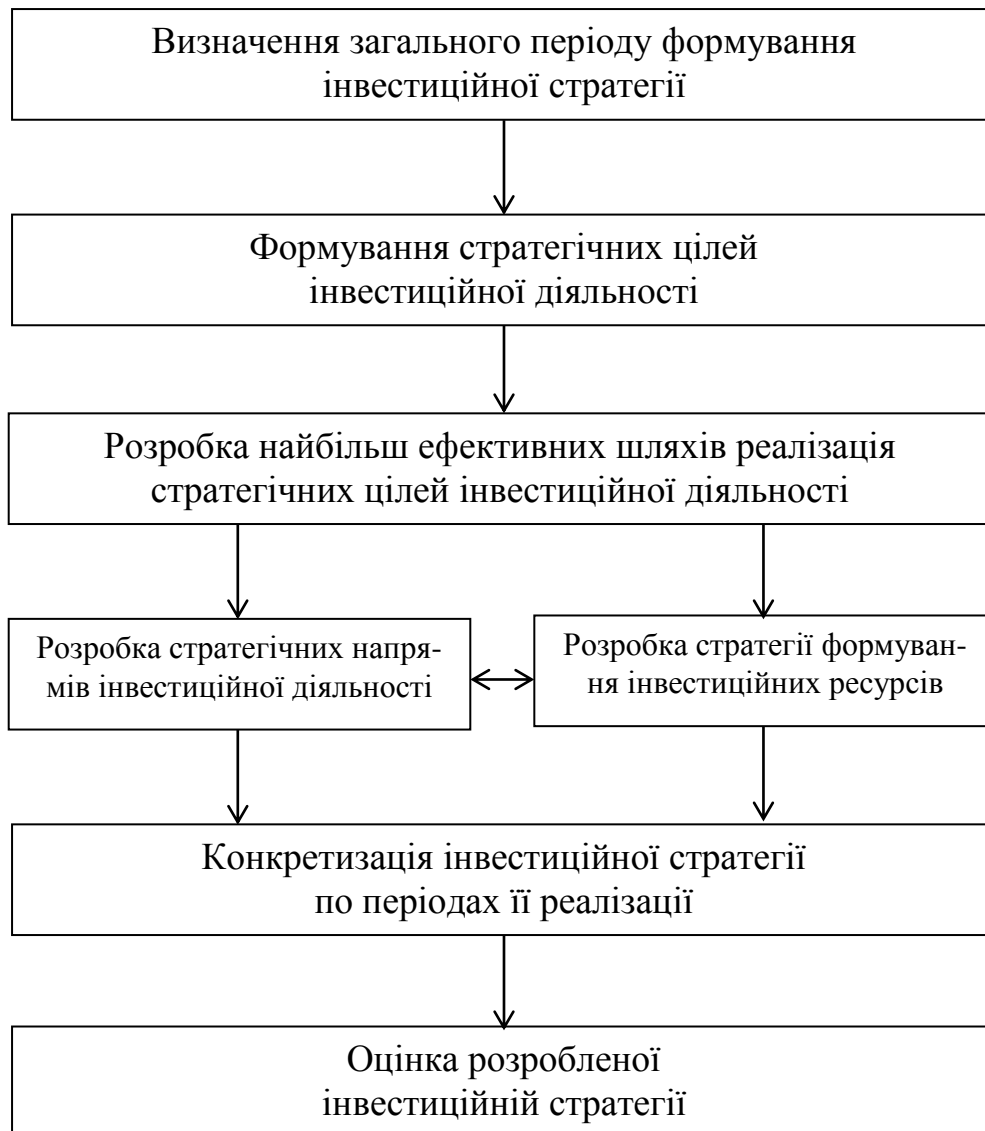 Визначення загального періоду формування
інвестиційної стратегії
Формування стратегічних цілей
інвестиційної діяльності
Розробка найбільш ефективних шляхів реалізація
стратегічних цілей інвестиційної діяльності
Розробка стратегічних напря-
мів інвестиційної діяльності
Розробка стратегії формуван-
ня інвестиційних ресурсів
Конкретизація інвестиційної стратегії
по періодах її реалізації
Оцінка розробленої
інвестиційній стратегії